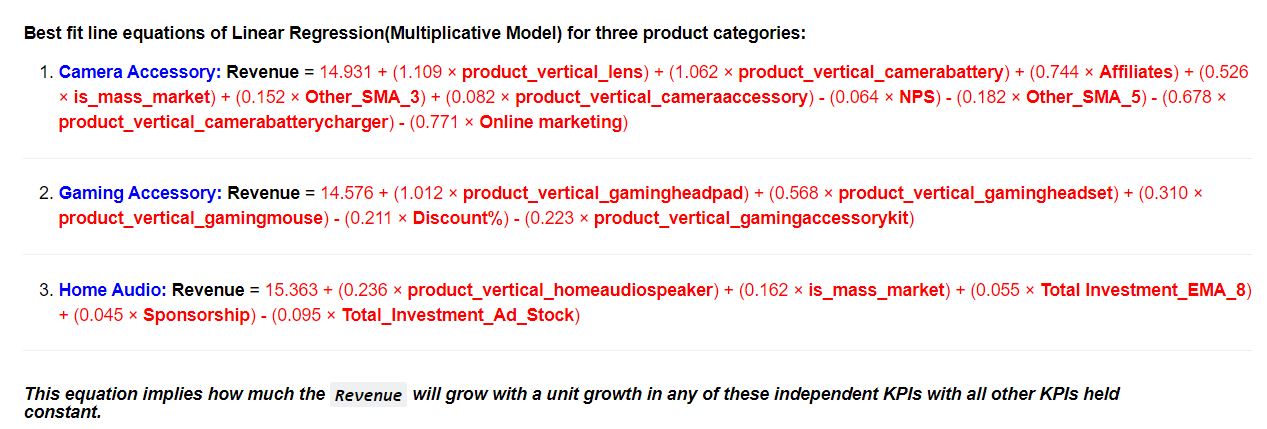 Best fit line equations of Linear Regression(Multiplicative Model) for three product categories:
1. Camera Accessory: Revenue = 14.931 + (1.109 × product_vertical_lens) + (1.062 × product_vertical_camerabattery) + (0.744 × Affiliates) + (0.526
× is_mass_market) + (0.152 × Other_SMA_3) + (0.082 × product_vertical_cameraaccessory) - (0.064 × NPS) - (0.182 × Other_SMA_5) - (0.678 ×
product_vertical_camerabatterycharger) - (0.771 × Online marketing)
2. Gaming Accessory: Revenue = 14.576 + (1.012 × product_vertical_gamingheadpad) + (0.568 × product_vertical_gamingheadset) + (0.310 ×
product_vertical_gamingmouse) - (0.211 × Discount%) - (0.223 × product_vertical_gamingaccessorykit)
3. Home Audio: Revenue = 15.363 + (0.236 × product_vertical_homeaudiospeaker) + (0.162 × is_mass_market) + (0.055 × Total Investment_EMA_8)
+ (0.045 × Sponsorship) - (0.095 × Total_Investment_Ad_Stock)
This equation implies how much the Revenue will grow with a unit growth in any of these independent KPIs with all other KPIs held
constant.